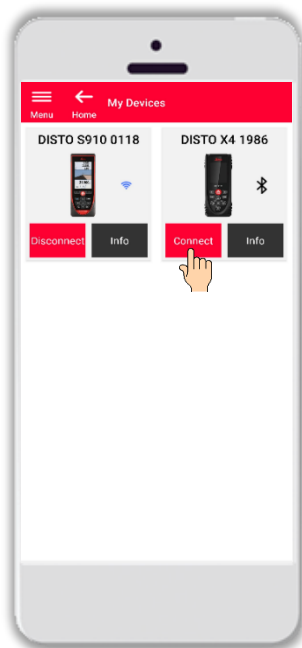 Menu Home My Devices
DISTO S910 0118
DISTO X4 1986
Disconnect Info
Connect Info